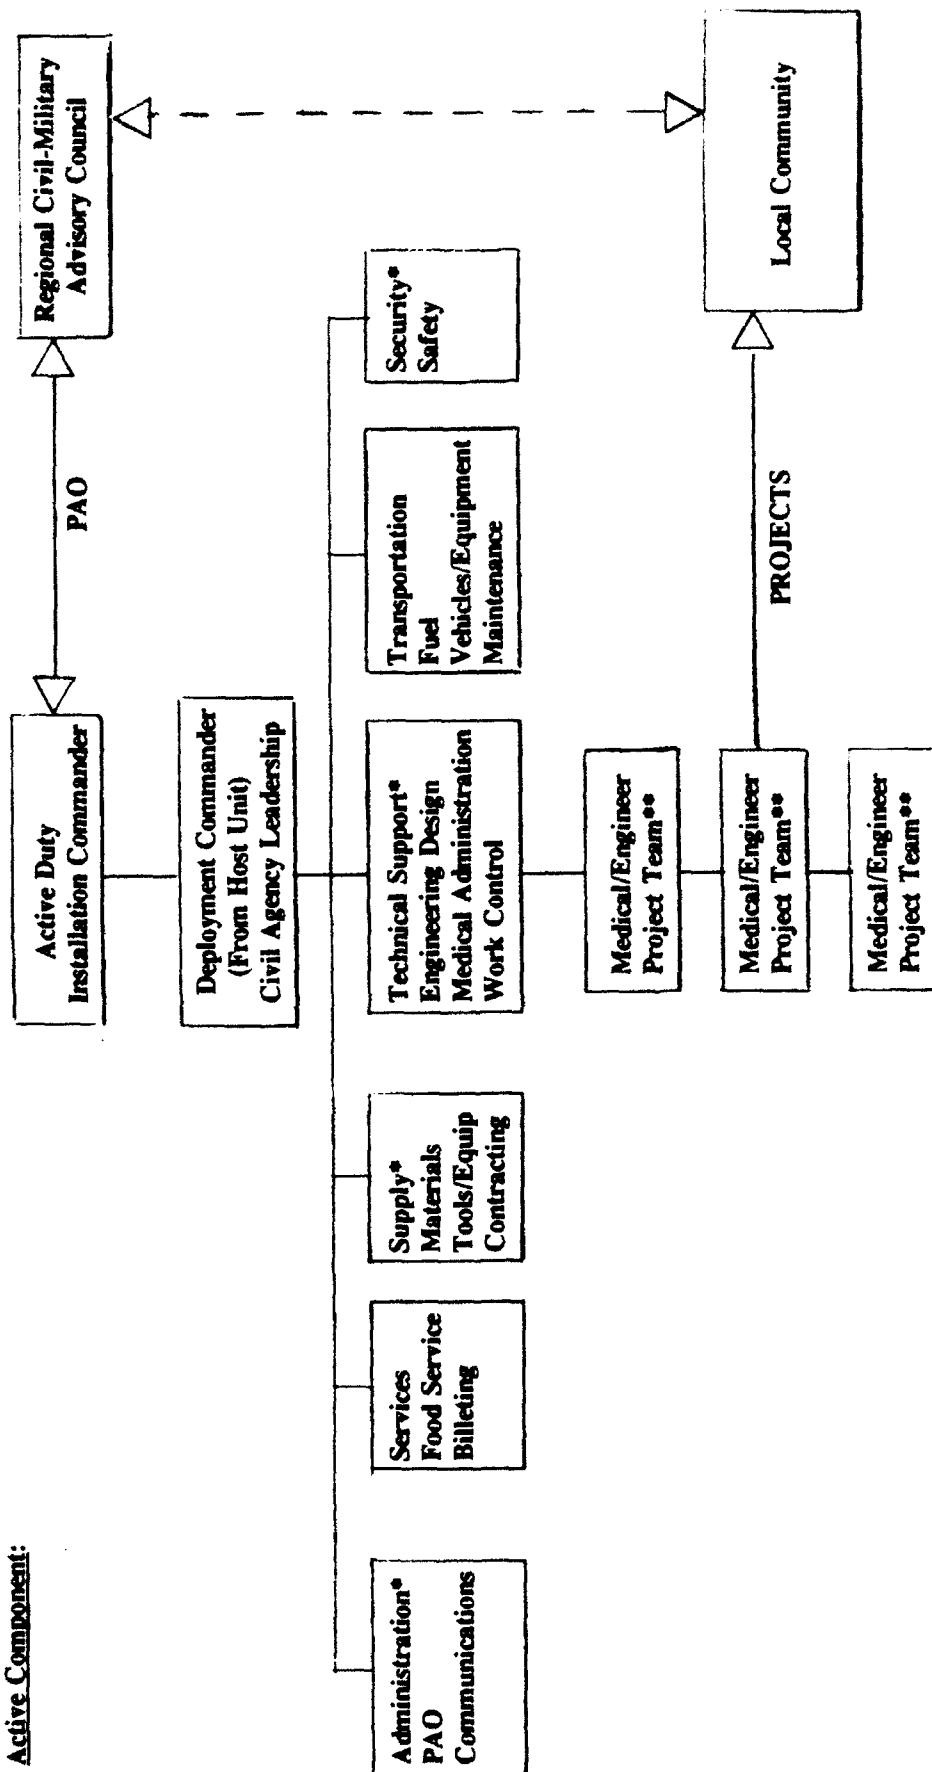 Active Component:
Active Duty
Installation Commander
PAO
Regional Civil-Military
Advisory Council
Deployment Commander
(From Host Unit)
Civil Agency Leadership
Administration*
PAO
Communications
Services
Food Service
Billeting
Supply*
Materials
Tools/Equip
Contracting
Technical Support*
Engineering Design
Medical Administration
Work Control
Transportation
Fuel
Vehicles/Equipment
Maintenance
Security*
Safety
Medical/Engineer
Project Team**
Medical/Engineer
Project Team**
Medical/Engineer
Project Team**
PROJECTS
Local Community